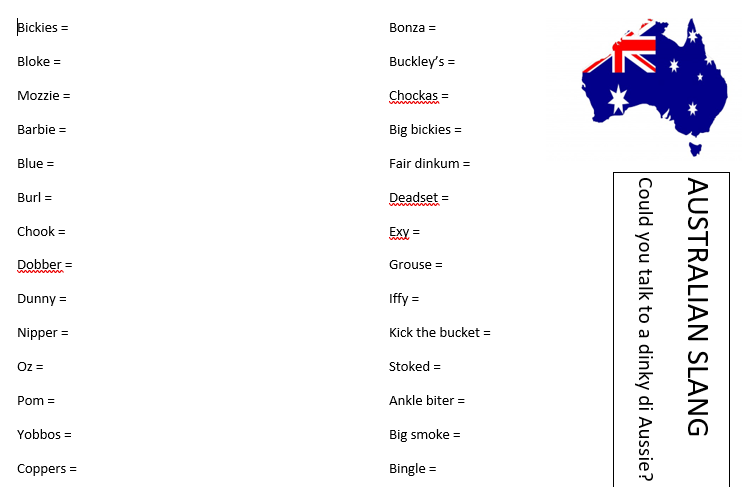 Bickies =
Bloke =
Mozzie =
Barbie =
Blue =
Burl =
Chook =
Dobber =
Dunny =
Nipper =
Oz =
Pom =
Yobbos =
Coppers =
Bonza =
Buckley’s =
Chockas =
Big bickies =
Fair dinkum =
Deadset =
Exy =
Grouse =
Iffy =
Kick the bucket =
Stoked =
Ankle biter =
Big smoke =
Bingle =
AUSTRALIAN SLANG
Could you talk to a dinky di Aussie?